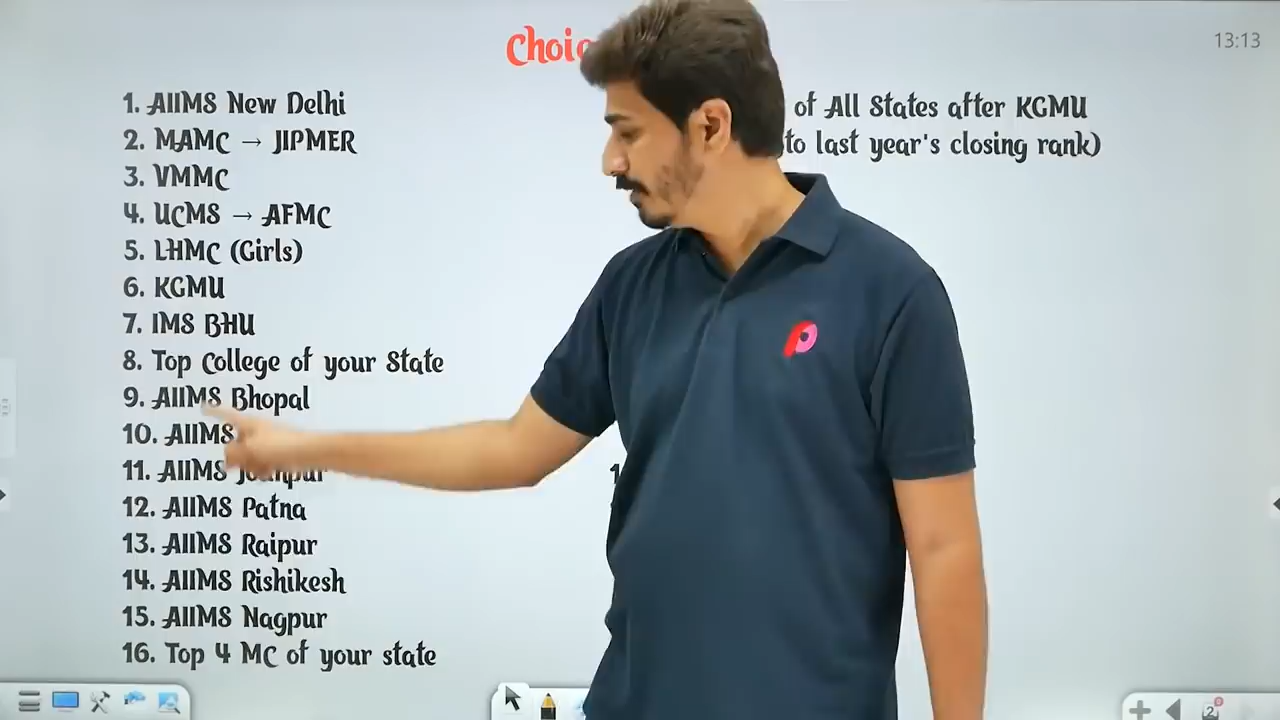 13:13
1. AIIMS New Delhi
2. MAMC → JIPMER
3. VMMC
4. UCMS → AFMC
5. LHMC (Girls)
6. KGMU
7. IMS BHU
8. Top College of your State
9. AIIMS Bhopal
10. AIIMS
11. AIIMS Jodhpur
12. AIIMS Patna
13. AIIMS Raipur
14. AIIMS Rishikesh
15. AIIMS Nagpur
16. Top 4 MC of your state
of All States after KGMU
to last year's closing rank)
2